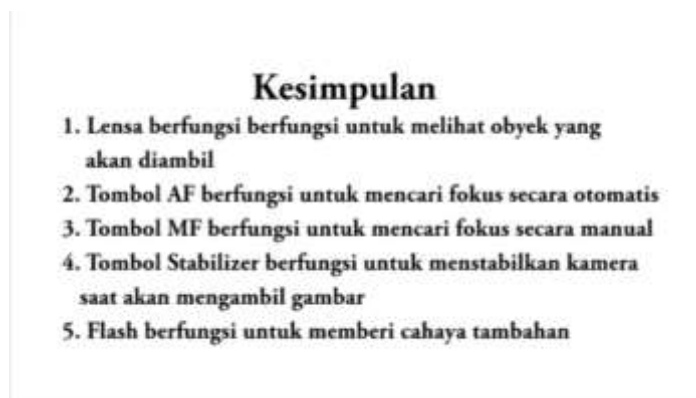 Kesimpulan
1. Lensa berfungsi berfungsi untuk melihat obyek yang
akan diambil
2. Tombol AF berfungsi untuk mencari fokus secara otomatis
3. Tombol MF berfungsi untuk mencari fokus secara manual
4. Tombol Stabilizer berfungsi untuk menstabilkan kamera
saat akan mengambil gambar
5. Flash berfungsi untuk memberi cahaya tambahan